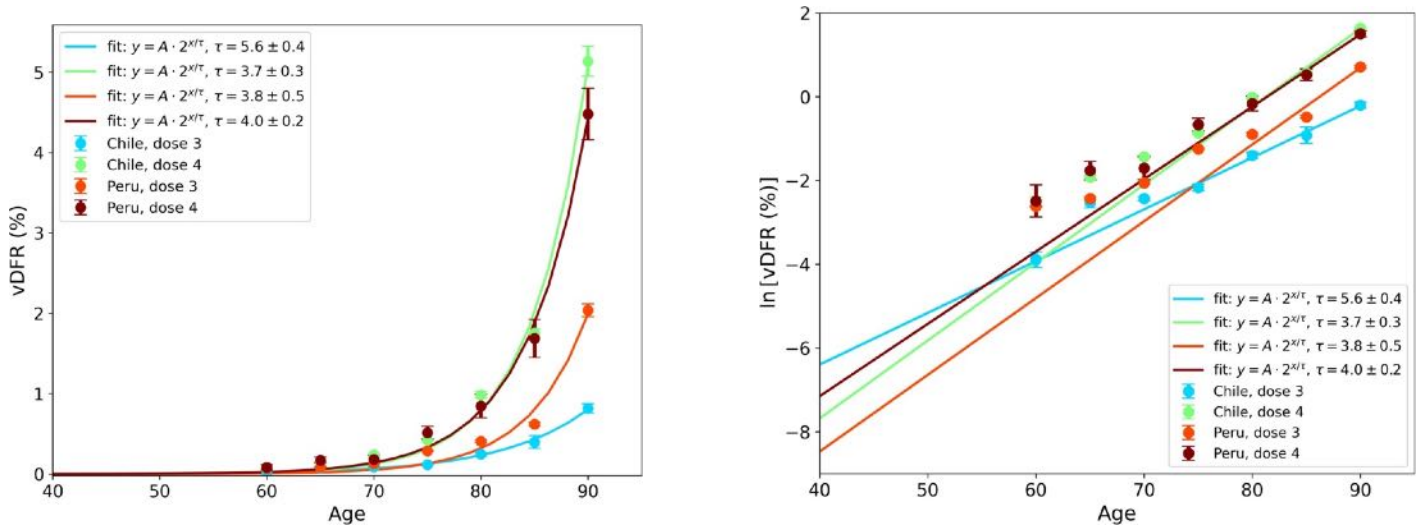 fit: y = A · 2^{x/τ}, τ = 5.6 ± 0.4
fit: y = A · 2^{x/τ}, τ = 3.7 ± 0.3
fit: y = A · 2^{x/τ}, τ = 3.8 ± 0.5
fit: y = A · 2^{x/τ}, τ = 4.0 ± 0.2
Chile, dose 3
Chile, dose 4
Peru, dose 3
Peru, dose 4
vDFR (%)
5
4
3
2
1
0
40
50
60
70
80
90
Age
ln [vDFR (%)]
2
0
−2
−4
−6
−8
fit: y = A · 2^{x/τ}, τ = 5.6 ± 0.4
fit: y = A · 2^{x/τ}, τ = 3.7 ± 0.3
fit: y = A · 2^{x/τ}, τ = 3.8 ± 0.5
fit: y = A · 2^{x/τ}, τ = 4.0 ± 0.2
Chile, dose 3
Chile, dose 4
Peru, dose 3
Peru, dose 4
40
50
60
70
80
90
Age